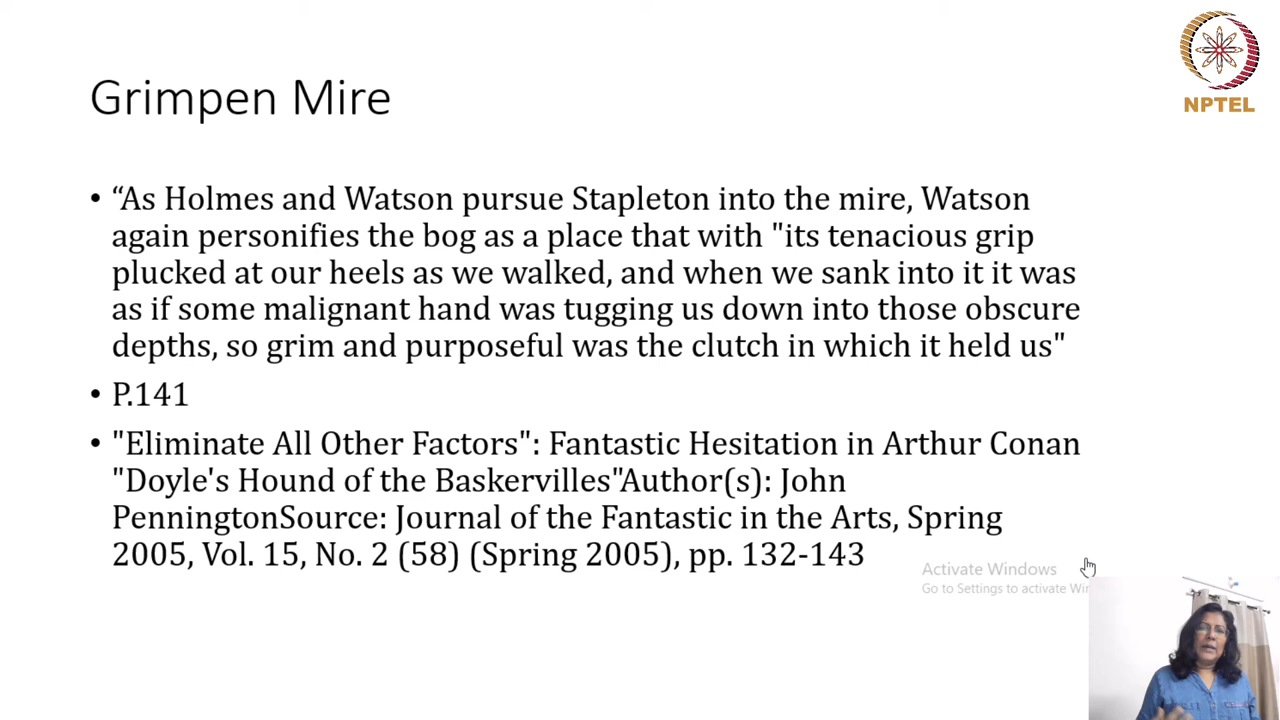 NPTEL
Grimpen Mire
• “As Holmes and Watson pursue Stapleton into the mire, Watson
again personifies the bog as a place that with "its tenacious grip
plucked at our heels as we walked, and when we sank into it it was
as if some malignant hand was tugging us down into those obscure
depths, so grim and purposeful was the clutch in which it held us"
• P.141
• "Eliminate All Other Factors": Fantastic Hesitation in Arthur Conan
"Doyle's Hound of the Baskervilles"Author(s): John
PenningtonSource: Journal of the Fantastic in the Arts, Spring
2005, Vol. 15, No. 2 (58) (Spring 2005), pp. 132-143
Activate Windows
Go to Settings to activate Wi